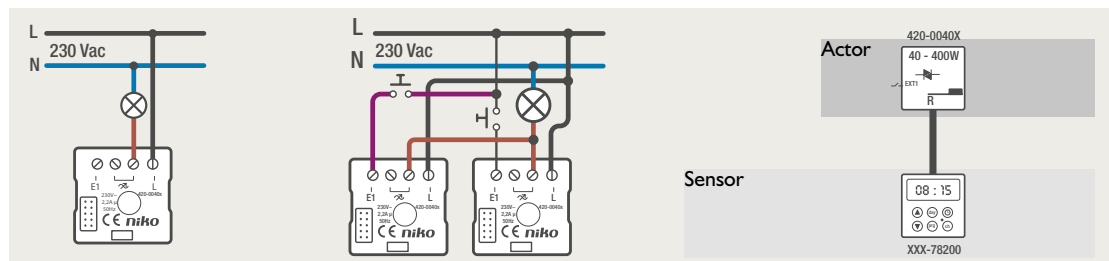 L
230 Vac
N
E1
L
230V~
420-0040x
2,2A µ
50Hz
CE niko
L
N
230 Vac
E1
L
230V~
420-0040x
2,2A µ
50Hz
CE niko
E1
L
230V~
420-0040x
2,2A µ
50Hz
CE niko
420-0040X
Actor
40 - 400W
EXT1
R
Sensor
08 : 15
day
ch
XXX-78200